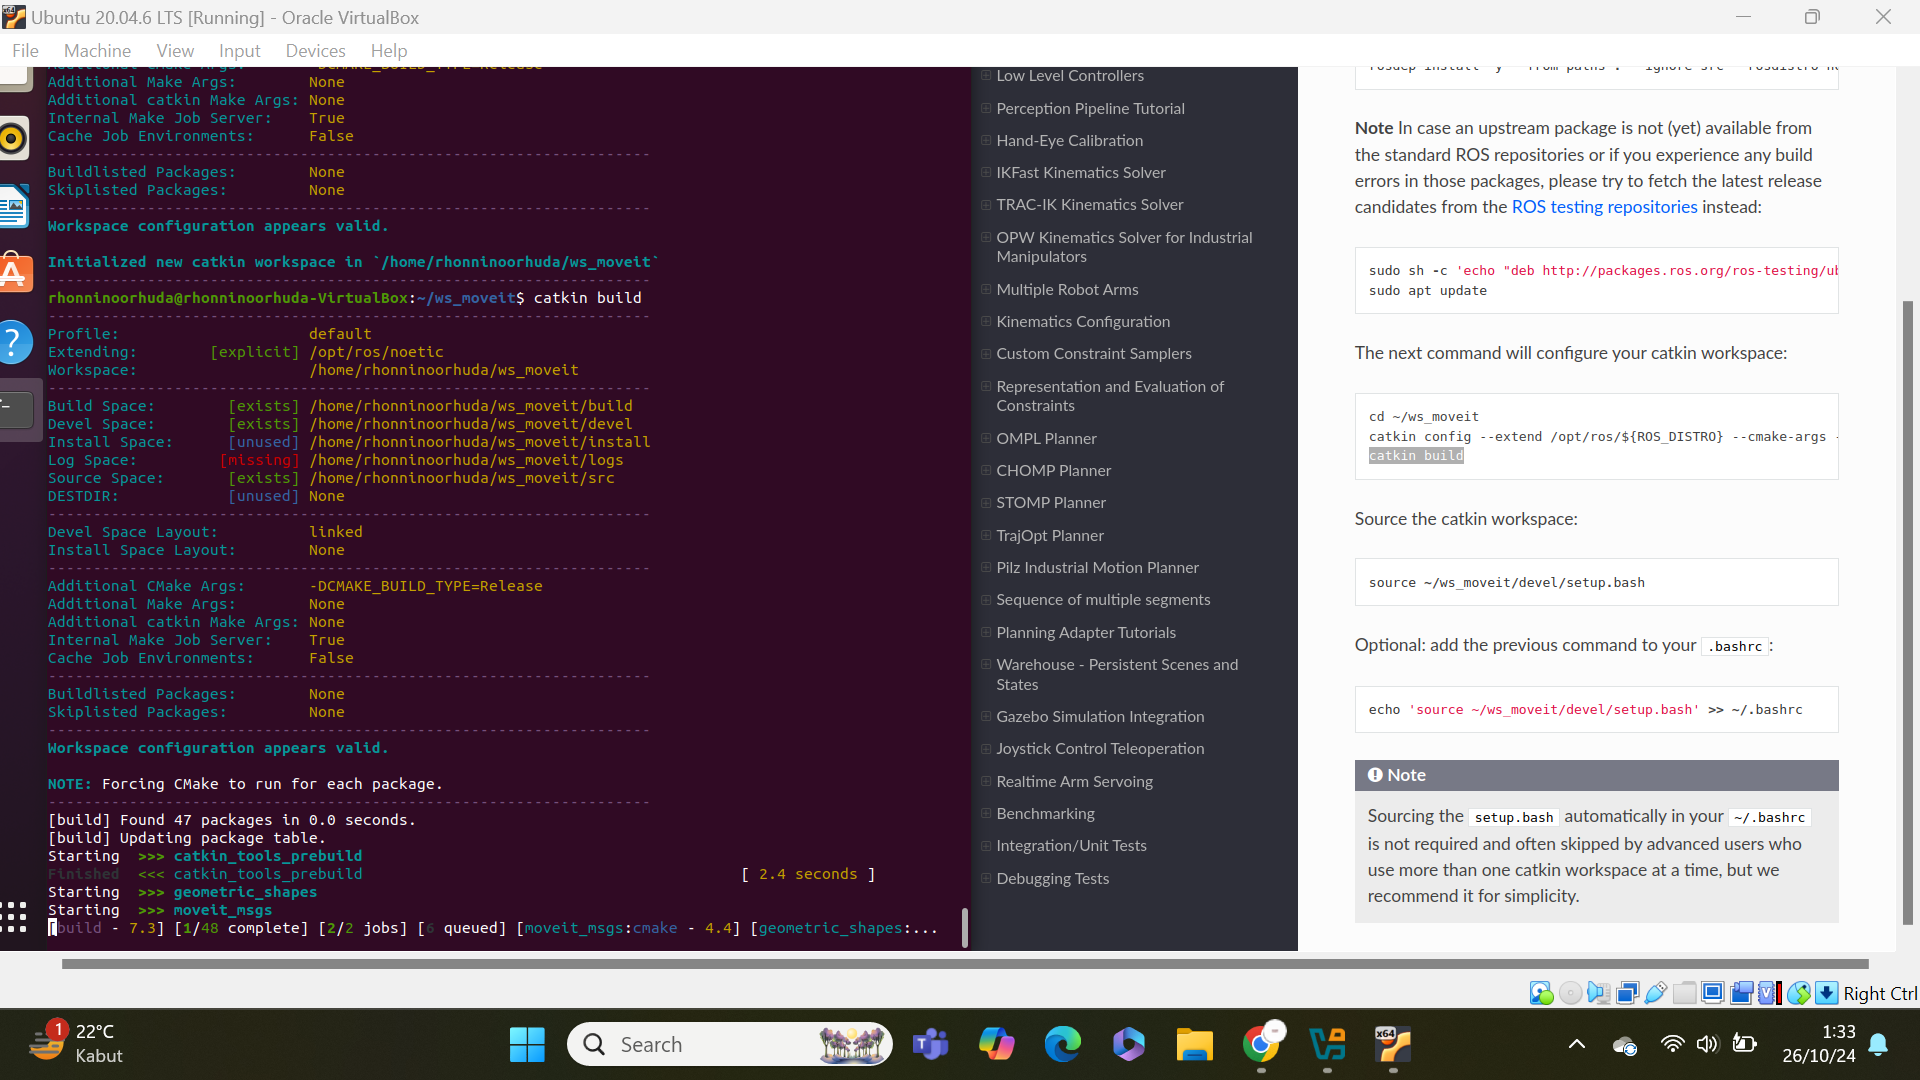 Ubuntu 20.04.6 LTS [Running] - Oracle VirtualBox
File Machine View Input Devices Help
Additional Make Args: None
Additional catkin Make Args: None
Internal Make Job Server: True
Cache Job Environments: False
Buildlisted Packages: None
Skiplisted Packages: None
Workspace configuration appears valid.
Initialized new catkin workspace in `/home/rhonninoorhuda/ws_moveit`
rhonninoorhuda@rhonninoorhuda-VirtualBox:~/ws_moveit$ catkin build
Profile: default
Extending: [explicit] /opt/ros/noetic
Workspace: /home/rhonninoorhuda/ws_moveit
Build Space: [exists] /home/rhonninoorhuda/ws_moveit/build
Devel Space: [exists] /home/rhonninoorhuda/ws_moveit/devel
Install Space: [unused] /home/rhonninoorhuda/ws_moveit/install
Log Space: [missing] /home/rhonninoorhuda/ws_moveit/logs
Source Space: [exists] /home/rhonninoorhuda/ws_moveit/src
DESTDIR: [unused] None
Devel Space Layout: linked
Install Space Layout: None
Additional CMake Args: -DCMAKE_BUILD_TYPE=Release
Additional Make Args: None
Additional catkin Make Args: None
Internal Make Job Server: True
Cache Job Environments: False
Buildlisted Packages: None
Skiplisted Packages: None
Workspace configuration appears valid.
NOTE: Forcing CMake to run for each package.
[build] Found 47 packages in 0.0 seconds.
[build] Updating package table.
Starting >>> catkin_tools_prebuild
Finished <<< catkin_tools_prebuild [ 2.4 seconds ]
Starting >>> geometric_shapes
Starting >>> moveit_msgs
[build - 7.3] [1/48 complete] [2/2 jobs] [6 queued] [moveit_msgs:cmake - 4.4] [geometric_shapes:...
Low Level Controllers
Perception Pipeline Tutorial
Hand-Eye Calibration
IKFast Kinematics Solver
TRAC-IK Kinematics Solver
OPW Kinematics Solver for Industrial
Manipulators
Multiple Robot Arms
Kinematics Configuration
Custom Constraint Samplers
Representation and Evaluation of
Constraints
OMPL Planner
CHOMP Planner
STOMP Planner
TrajOpt Planner
Pilz Industrial Motion Planner
Sequence of multiple segments
Planning Adapter Tutorials
Warehouse - Persistent Scenes and
States
Gazebo Simulation Integration
Joystick Control Teleoperation
Realtime Arm Servoing
Benchmarking
Integration/Unit Tests
Debugging Tests
Note In case an upstream package is not (yet) available from
the standard ROS repositories or if you experience any build
errors in those packages, please try to fetch the latest release
candidates from the ROS testing repositories instead:
sudo sh -c 'echo "deb http://packages.ros.org/ros-testing/ub
sudo apt update
The next command will configure your catkin workspace:
cd ~/ws_moveit
catkin config --extend /opt/ros/${ROS_DISTRO} --cmake-args -
catkin build
Source the catkin workspace:
source ~/ws_moveit/devel/setup.bash
Optional: add the previous command to your .bashrc:
echo 'source ~/ws_moveit/devel/setup.bash' >> ~/.bashrc
Note
Sourcing the setup.bash automatically in your ~/.bashrc
is not required and often skipped by advanced users who
use more than one catkin workspace at a time, but we
recommend it for simplicity.
Right Ctrl
1
22°C
Kabut
Search
x64
1:33
26/10/24